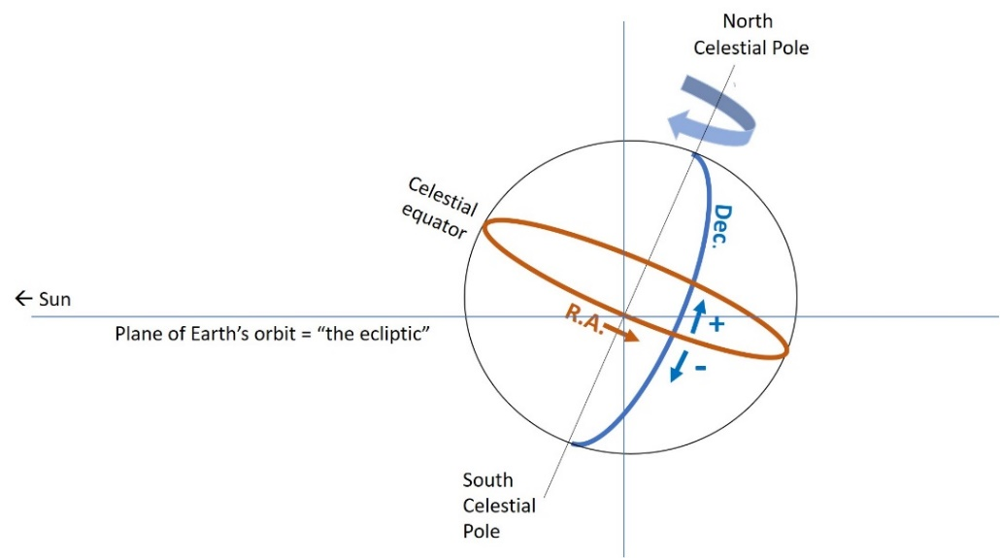 North
Celestial Pole
Celestial
equator
Dec.
← Sun
R.A.
+
Plane of Earth’s orbit = “the ecliptic”
-
South
Celestial
Pole